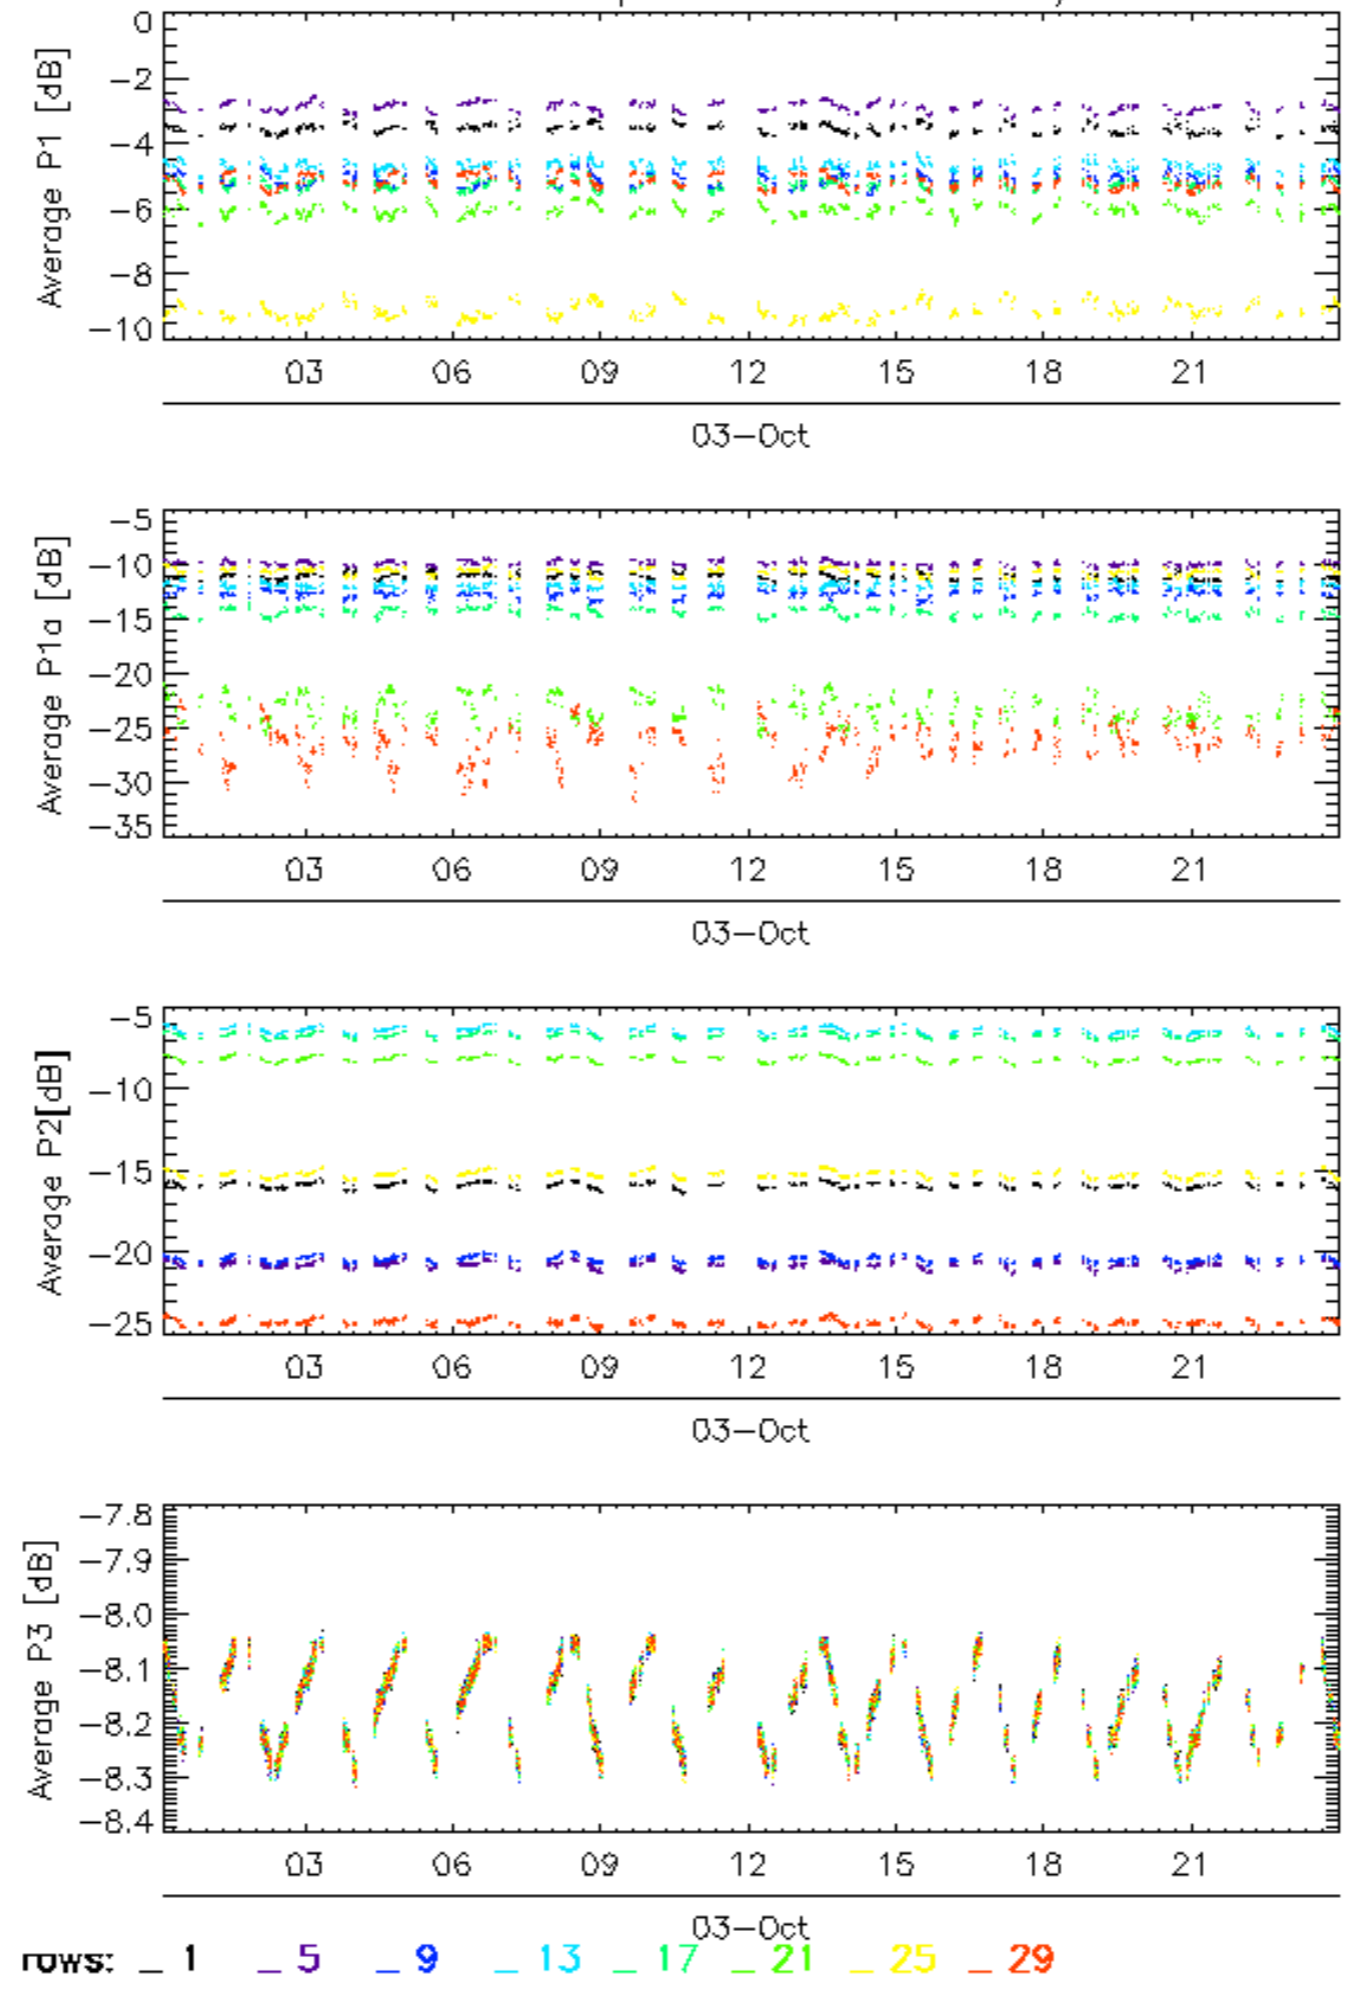 0
−2
−4
−6
−8
−10
Average P1 [dB]
03 06 09 12 15 18 21
03−Oct
−5
−10
−15
−20
−25
−30
−35
Average P1a [dB]
03 06 09 12 15 18 21
03−Oct
−5
−10
−15
−20
−25
Average P2[dB]
03 06 09 12 15 18 21
03−Oct
−7.8
−7.9
−8.0
−8.1
−8.2
−8.3
−8.4
Average P3 [dB]
03 06 09 12 15 18 21
03−Oct
rows: _ 1 _ 5 _ 9 _ 13 _ 17 _ 21 _ 25 _ 29